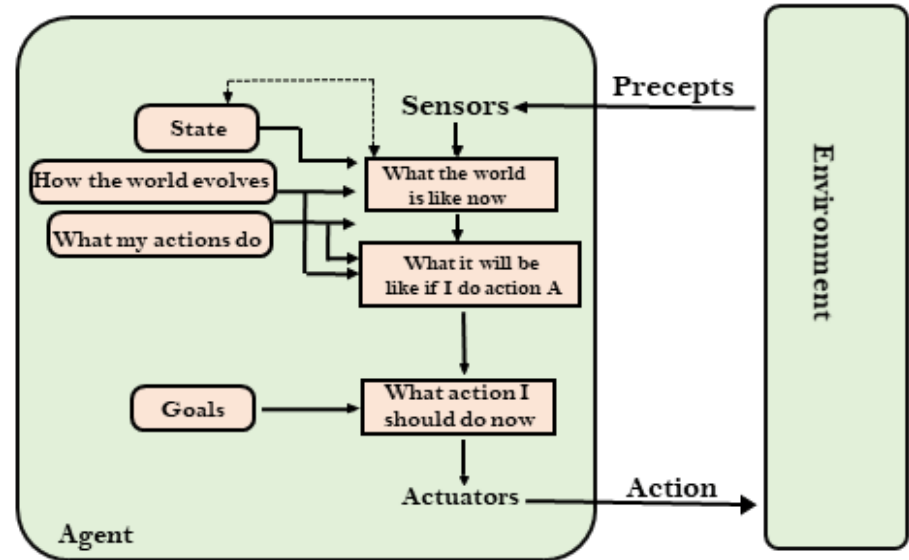 Precepts
Sensors
State
What the world
is like now
How the world evolves
What my actions do
What it will be
like if I do action A
What action I
should do now
Goals
Actuators
Action
Agent
Environment